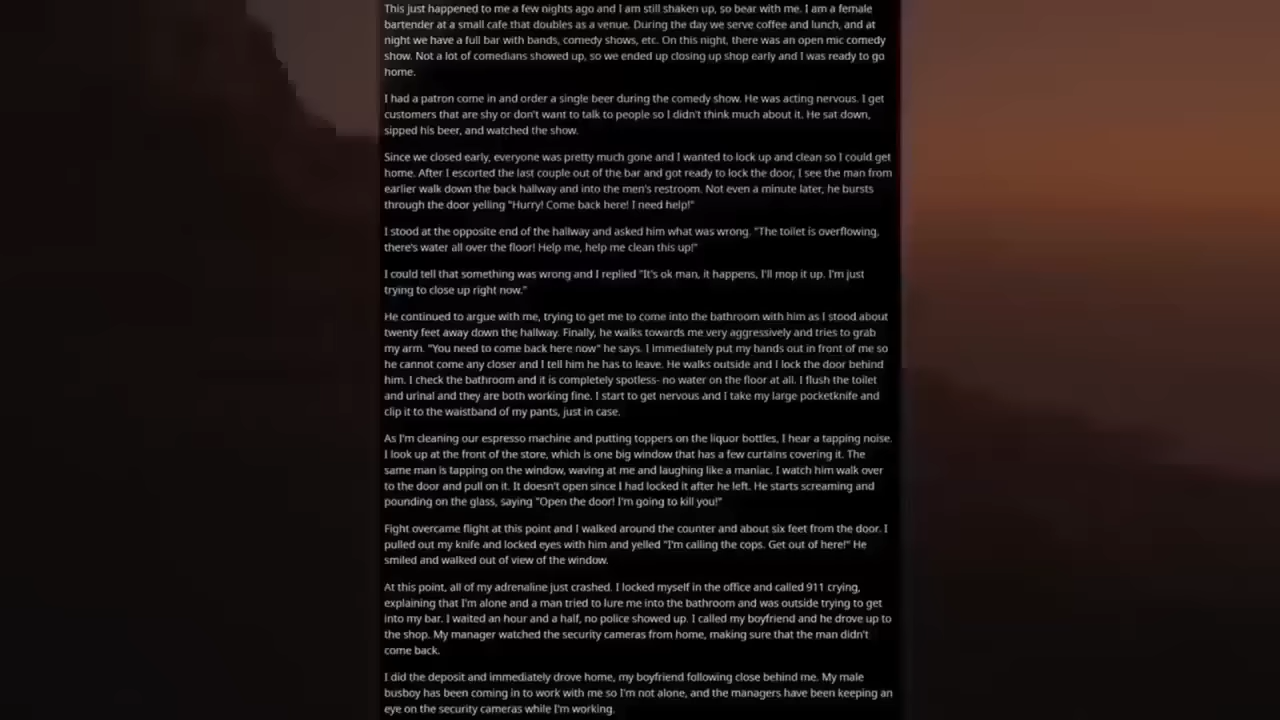 This just happened to me a few nights ago and I am still shaken up, so bear with me. I am a female
bartender at a small cafe that doubles as a venue. During the day we serve coffee and lunch, and at
night we have a full bar with bands, comedy shows, etc. On this night, there was an open mic comedy
show. Not a lot of comedians showed up, so we ended up closing up shop early and I was ready to go
home.
I had a patron come in and order a single beer during the comedy show. He was acting nervous. I get
customers that are shy or don't want to talk to people so I didn't think much about it. He sat down,
sipped his beer, and watched the show.
Since we closed early, everyone was pretty much gone and I wanted to lock up and clean so I could get
home. After I escorted the last couple out of the bar and got ready to lock the door, I see the man from
earlier walk down the back hallway and into the men's restroom. Not even a minute later, he bursts
through the door yelling "Hurry! Come back here! I need help!"
I stood at the opposite end of the hallway and asked him what was wrong. "The toilet is overflowing,
there's water all over the floor! Help me, help me clean this up!"
I could tell that something was wrong and I replied "It's ok man, it happens, I'll mop it up. I'm just
trying to close up right now."
He continued to argue with me, trying to get me to come into the bathroom with him as I stood about
twenty feet away down the hallway. Finally, he walks towards me very aggressively and tries to grab
my arm. "You need to come back here now" he says. I immediately put my hands out in front of me so
he cannot come any closer and I tell him he has to leave. He walks outside and I lock the door behind
him. I check the bathroom and it is completely spotless- no water on the floor at all. I flush the toilet
and urinal and they are both working fine. I start to get nervous and I take my large pocketknife and
clip it to the waistband of my pants, just in case.
As I'm cleaning our espresso machine and putting toppers on the liquor bottles, I hear a tapping noise.
I look up at the front of the store, which is one big window that has a few curtains covering it. The
same man is tapping on the window, waving at me and laughing like a maniac. I watch him walk over
to the door and pull on it. It doesn't open since I had locked it after he left. He starts screaming and
pounding on the glass, saying "Open the door! I'm going to kill you!"
Fight overcame flight at this point and I walked around the counter and about six feet from the door. I
pulled out my knife and locked eyes with him and yelled "I'm calling the cops. Get out of here!" He
smiled and walked out of view of the window.
At this point, all of my adrenaline just crashed. I locked myself in the office and called 911 crying,
explaining that I'm alone and a man tried to lure me into the bathroom and was outside trying to get
into my bar. I waited an hour and a half, no police showed up. I called my boyfriend and he drove up to
the shop. My manager watched the security cameras from home, making sure that the man didn't
come back.
I did the deposit and immediately drove home, my boyfriend following close behind me. My male
busboy has been coming in to work with me so I'm not alone, and the managers have been keeping an
eye on the security cameras while I'm working.